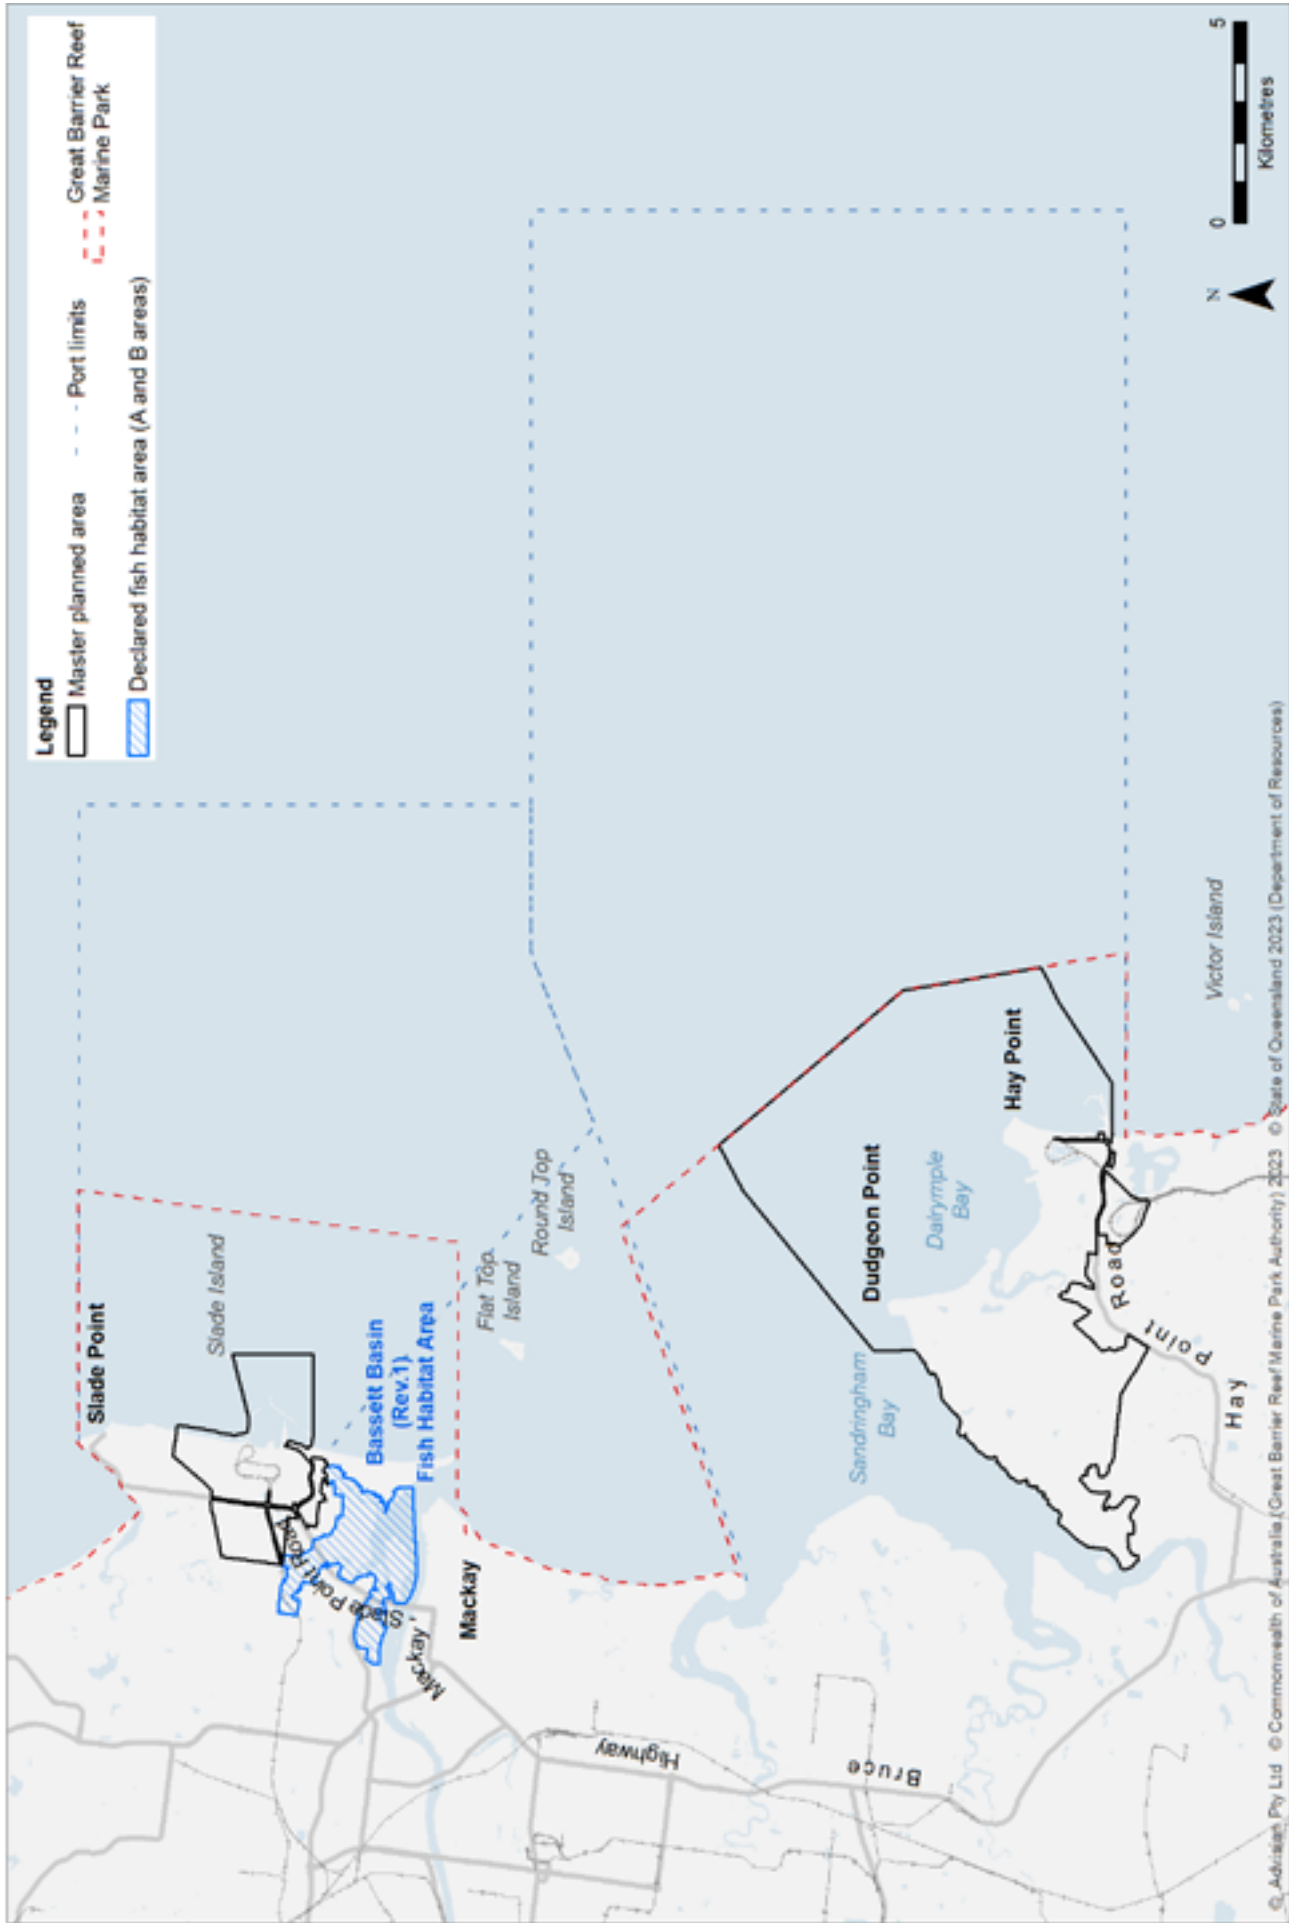 Legend
Master planned area
Port limits
Great Barrier Reef
Marine Park
Declared fish habitat area (A and B areas)
Slade Point
Slade Island
Bassett Basin
(Rev.1)
Fish Habitat Area
Slade Point Road
Mackay
Mackay
Flat Top
Island
Round Top
Island
Highway
Bruce
Sandringham
Bay
Dudgeon Point
Dalrymple
Bay
Hay Point
Hay Point Road
Victor Island
N
0 5
Kilometres
© Advisian Pty Ltd © Commonwealth of Australia (Great Barrier Reef Marine Park Authority) 2023 © State of Queensland 2023 (Department of Resources)